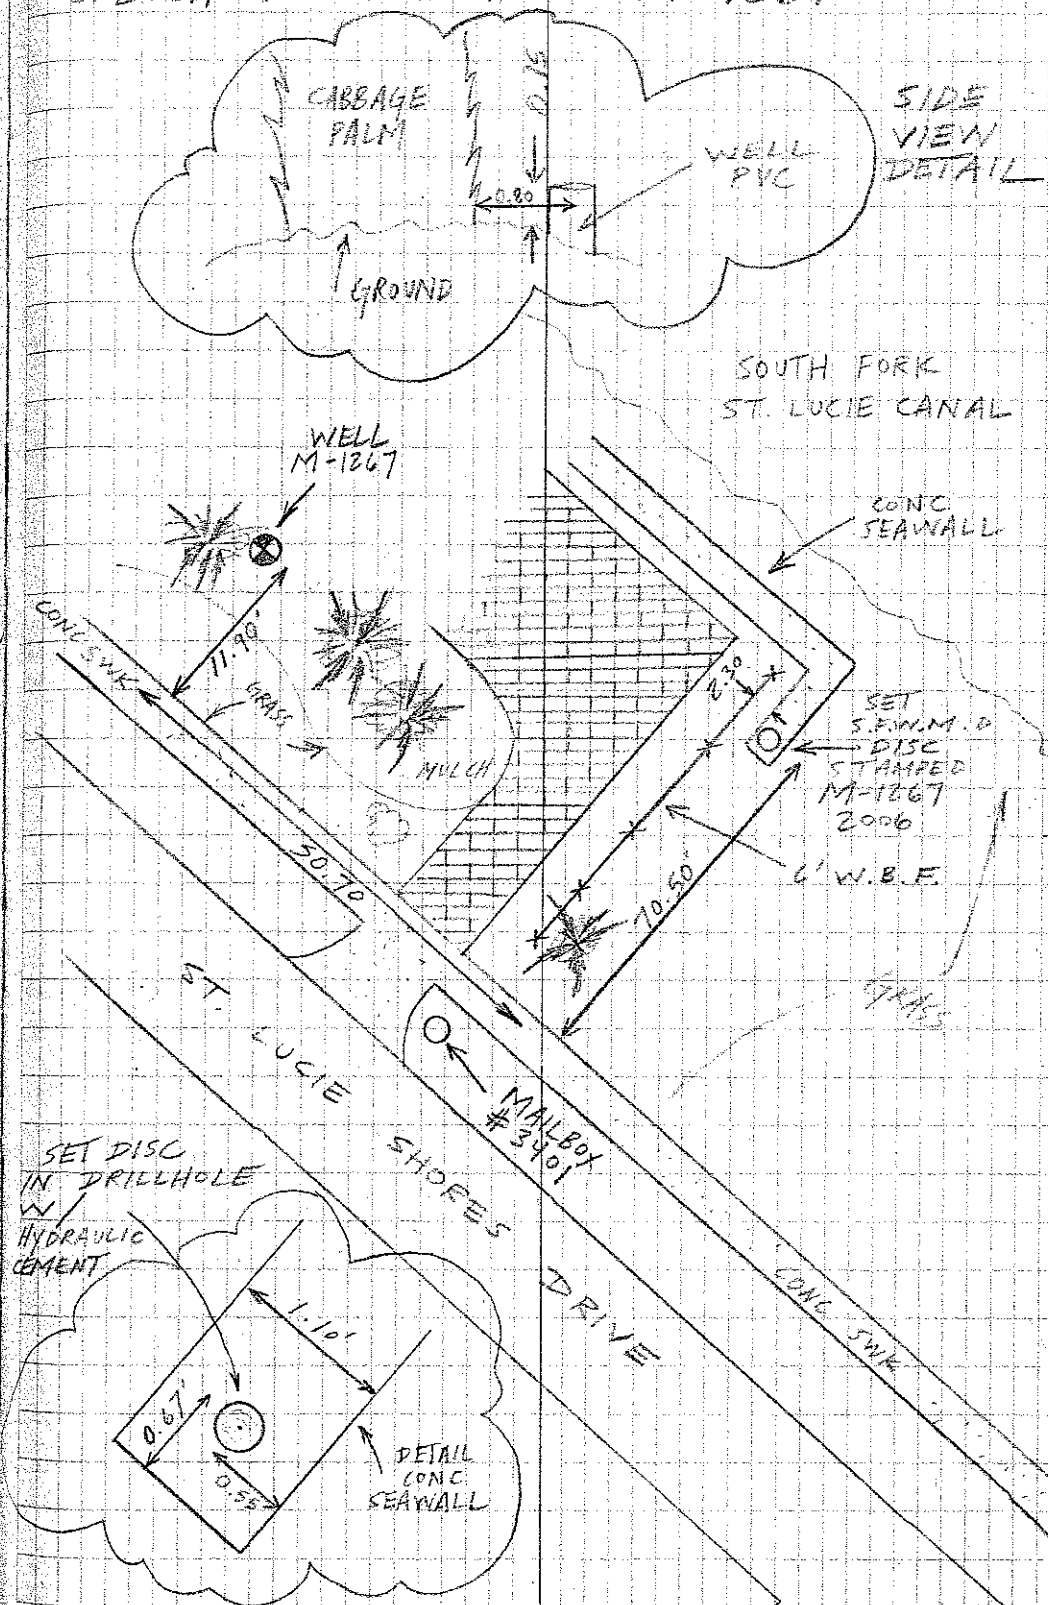 CABBAGE
PALM
0.15
SIDE
VIEW
DETAIL
WELL
PVC
0.80
GROUND
SOUTH FORK
ST. LUCIE CANAL
WELL
M-1267
CONC
SEAWALL
CONC SWK
11.90'
GRASS
MULCH
2.30
SET
S.F.W.M.D
DISC
STAMPED
M-1267
2006
6' W.B.F.
50.70
70.50'
GRASS
ST. LUCIE SHORES DRIVE
MAILBOX
#3401
SET DISC
IN DRILLHOLE
W/
HYDRAULIC
CEMENT
CONC SWK
1.10'
0.67'
0.55
DETAIL
CONC
SEAWALL